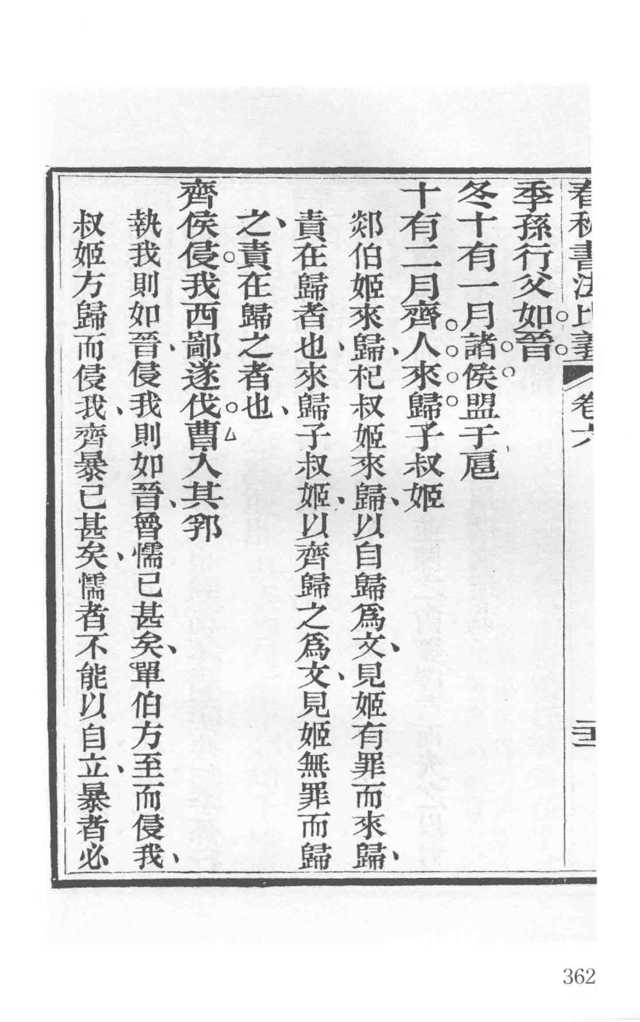 春秋書法比義 卷六
季孫行父如晉
冬十有一月諸侯盟于扈
十有二月齊人來歸子叔姬
郯伯姬來歸杞叔姬來歸以自歸爲文見姬有罪而來歸
責在歸者也來歸子叔姬以齊歸之爲文見姬無罪而歸
之責在歸之者也
齊侯侵我西鄙遂伐曹入其郛
執我則如晉侵我則如晉魯懦已甚矣單伯方至而侵我
叔姬方歸而侵我齊暴已甚矣懦者不能以自立暴者必
362